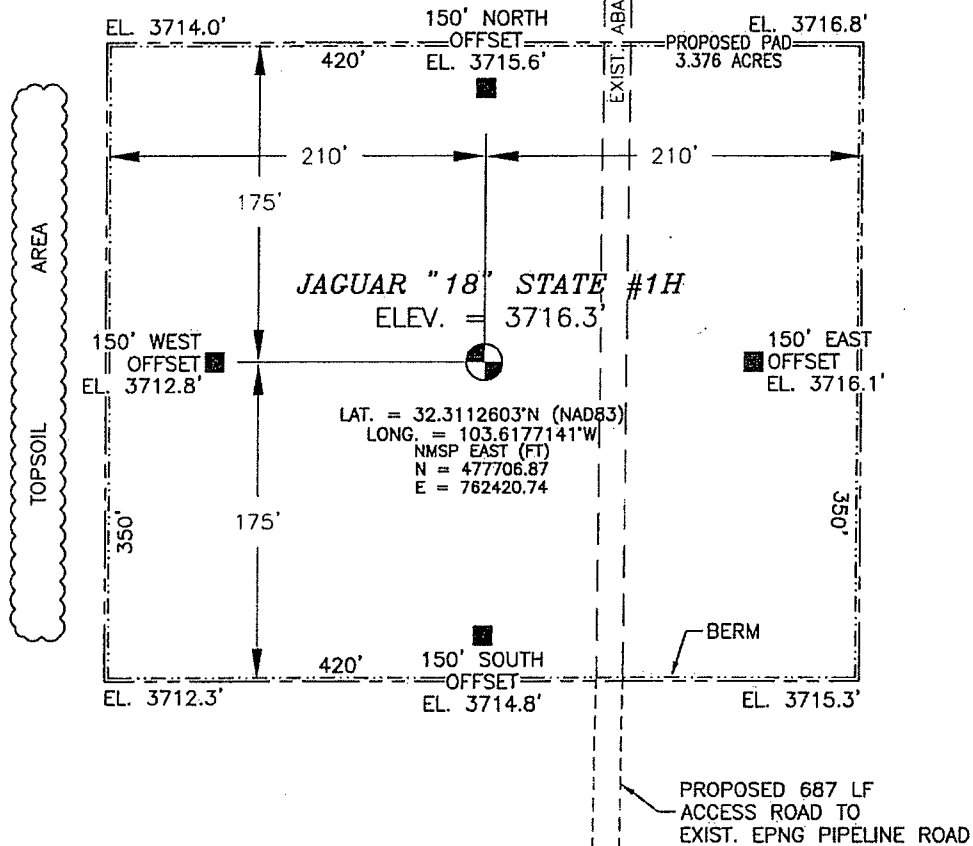 EL. 3714.0'
150' NORTH
OFFSET
EL. 3715.6'
EXIST. ABA
EL. 3716.8'
PROPOSED PAD
3.376 ACRES
420'
210'
210'
175'
TOPSOIL AREA
JAGUAR "18" STATE #1H
ELEV. = 3716.3'
150' WEST
OFFSET
EL. 3712.8'
150' EAST
OFFSET
EL. 3716.1'
LAT. = 32.3112603°N (NAD83)
LONG. = 103.6177141°W
NMSP EAST (FT)
N = 477706.87
E = 762420.74
175'
350'
350'
BERM
420'
150' SOUTH
OFFSET
EL. 3714.8'
EL. 3712.3'
EL. 3715.3'
PROPOSED 687 LF
ACCESS ROAD TO
EXIST. EPNG PIPELINE ROAD